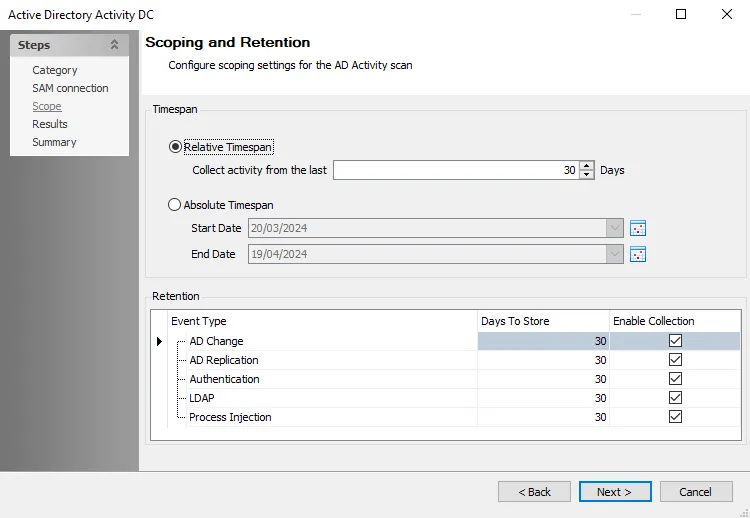 Active Directory Activity DC
Steps
Category
SAM connection
Scope
Results
Summary
Scoping and Retention
Configure scoping settings for the AD Activity scan
Timespan
Relative Timespan
Collect activity from the last 30 Days
Absolute Timespan
Start Date 20/03/2024
End Date 19/04/2024
Retention
Event Type Days To Store Enable Collection
AD Change 30
AD Replication 30
Authentication 30
LDAP 30
Process Injection 30
< Back Next > Cancel